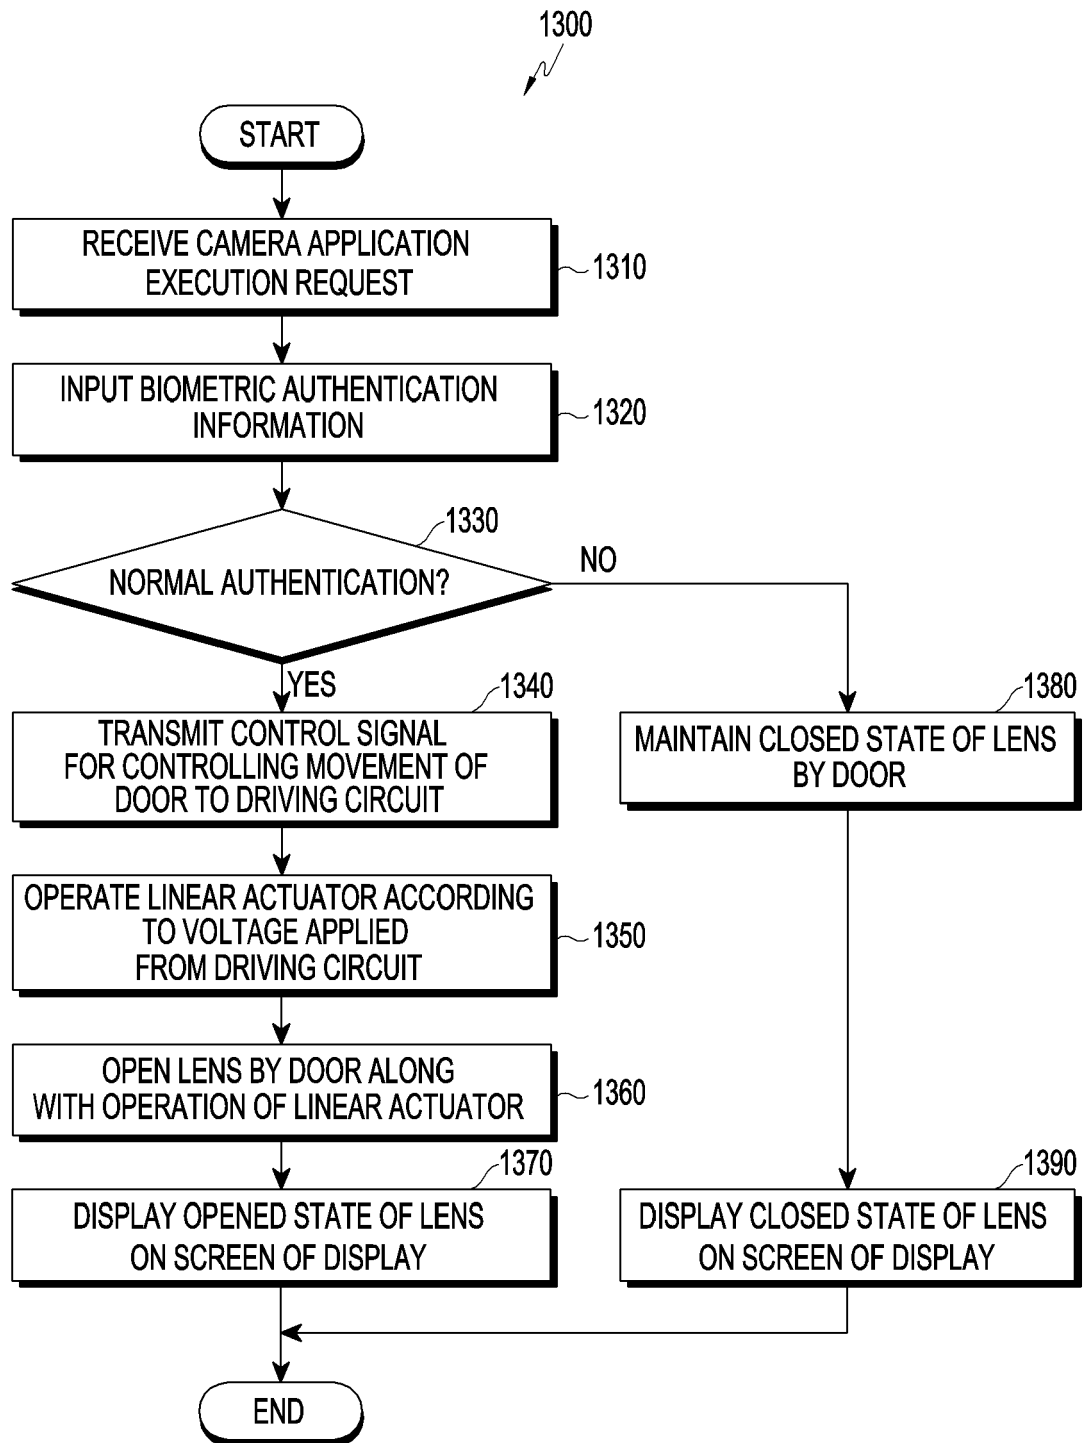 1300
START
RECEIVE CAMERA APPLICATION
EXECUTION REQUEST
1310
INPUT BIOMETRIC AUTHENTICATION
INFORMATION
1320
1330
NORMAL AUTHENTICATION?
NO
YES
1340
TRANSMIT CONTROL SIGNAL
FOR CONTROLLING MOVEMENT OF
DOOR TO DRIVING CIRCUIT
1380
MAINTAIN CLOSED STATE OF LENS
BY DOOR
OPERATE LINEAR ACTUATOR ACCORDING
TO VOLTAGE APPLIED
FROM DRIVING CIRCUIT
1350
OPEN LENS BY DOOR ALONG
WITH OPERATION OF LINEAR ACTUATOR
1360
1370
DISPLAY OPENED STATE OF LENS
ON SCREEN OF DISPLAY
1390
DISPLAY CLOSED STATE OF LENS
ON SCREEN OF DISPLAY
END